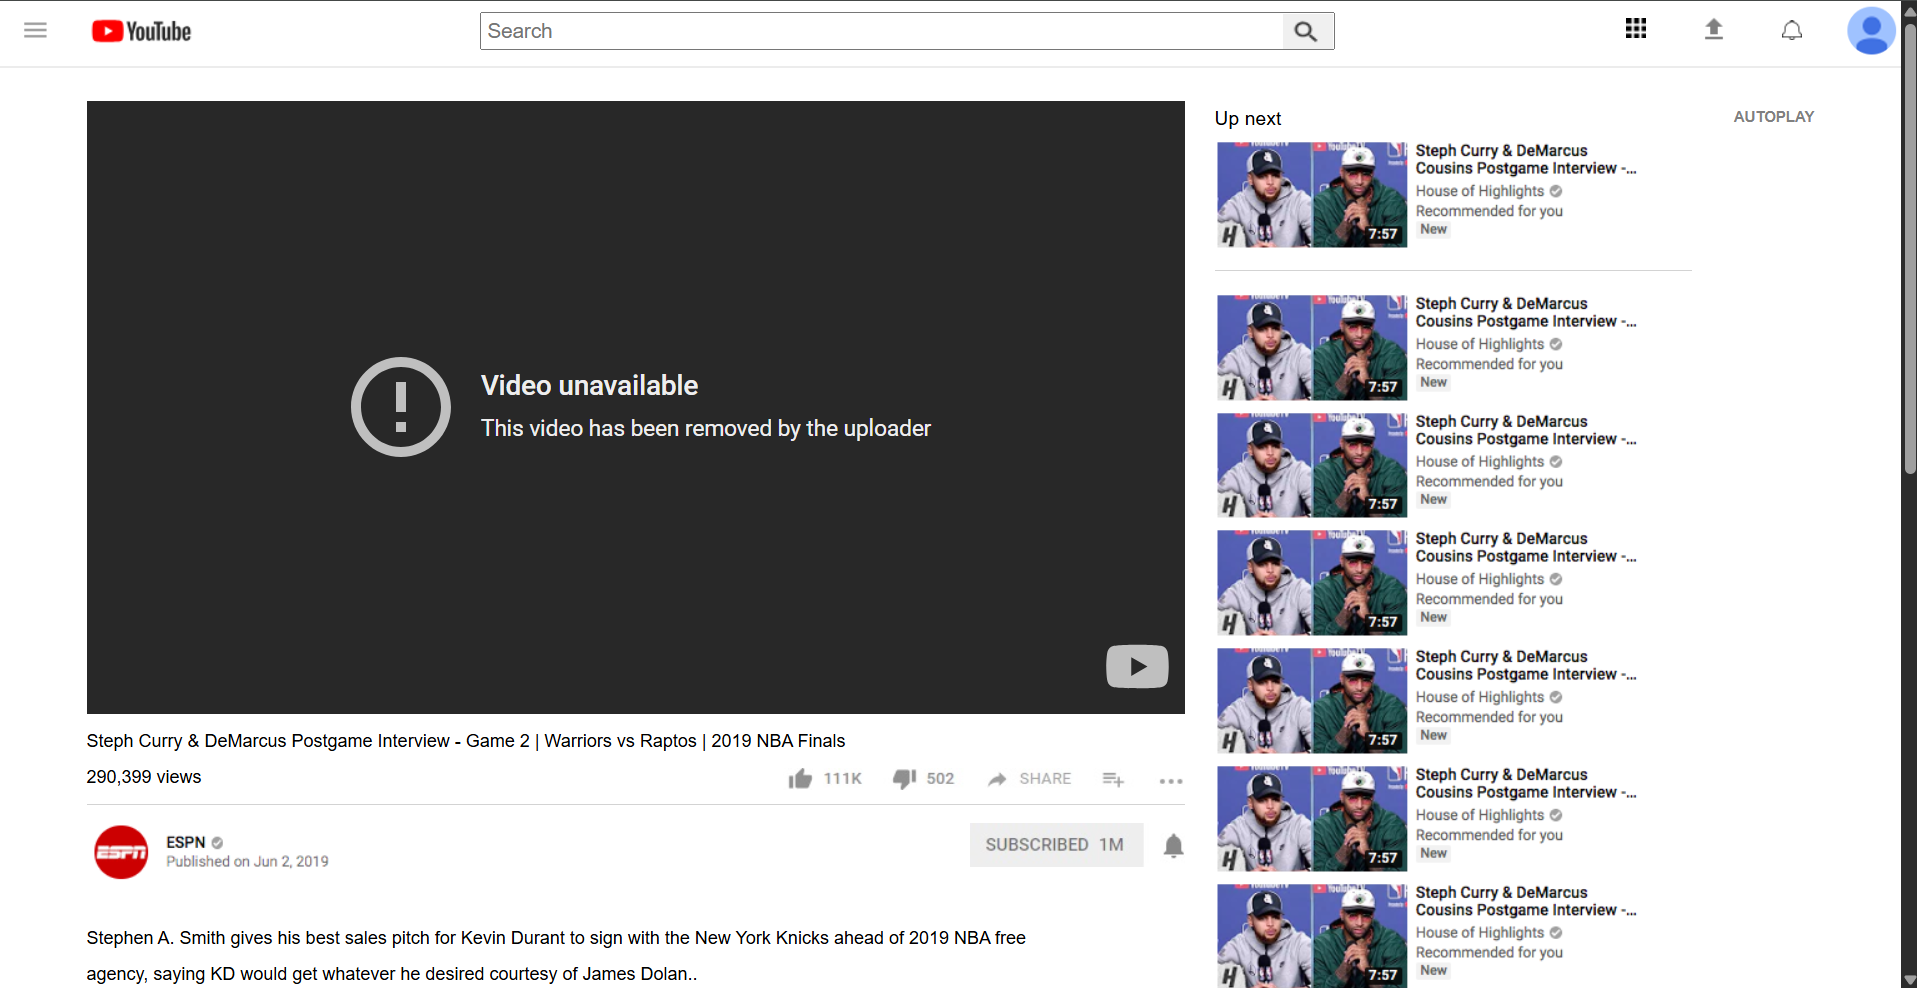 YouTube
Search
Video unavailable
This video has been removed by the uploader
Steph Curry & DeMarcus Postgame Interview - Game 2 | Warriors vs Raptos | 2019 NBA Finals
290,399 views
111K
502
SHARE
ESPN
ESPN
Published on Jun 2, 2019
SUBSCRIBED 1M
Stephen A. Smith gives his best sales pitch for Kevin Durant to sign with the New York Knicks ahead of 2019 NBA free
agency, saying KD would get whatever he desired courtesy of James Dolan..
Up next
AUTOPLAY
7:57
Steph Curry & DeMarcus
Cousins Postgame Interview -...
House of Highlights
Recommended for you
New
7:57
Steph Curry & DeMarcus
Cousins Postgame Interview -...
House of Highlights
Recommended for you
New
7:57
Steph Curry & DeMarcus
Cousins Postgame Interview -...
House of Highlights
Recommended for you
New
7:57
Steph Curry & DeMarcus
Cousins Postgame Interview -...
House of Highlights
Recommended for you
New
7:57
Steph Curry & DeMarcus
Cousins Postgame Interview -...
House of Highlights
Recommended for you
New
7:57
Steph Curry & DeMarcus
Cousins Postgame Interview -...
House of Highlights
Recommended for you
New
7:57
Steph Curry & DeMarcus
Cousins Postgame Interview -...
House of Highlights
Recommended for you
New